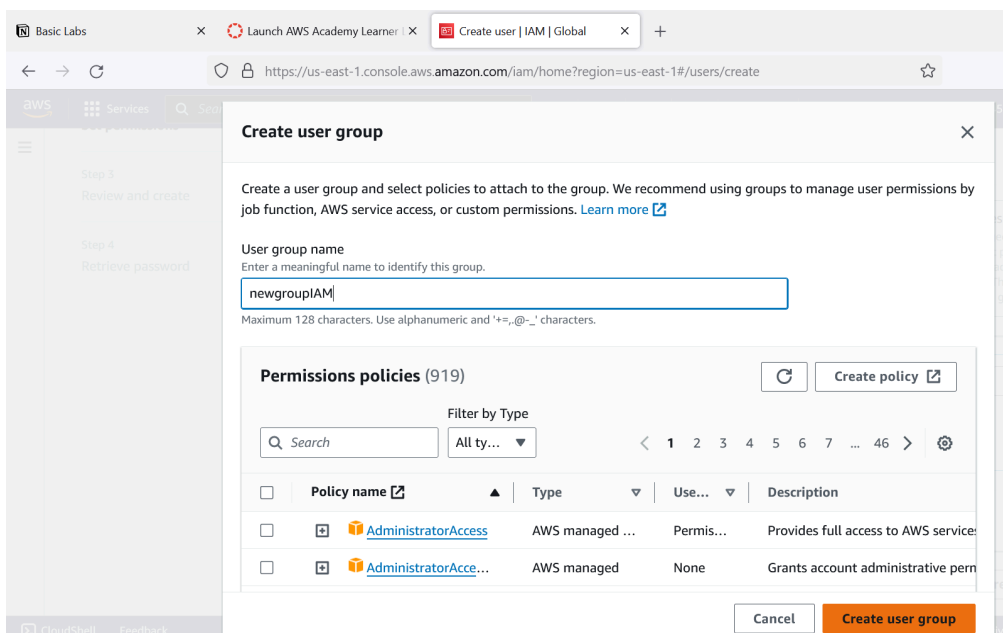 Basic Labs
Launch AWS Academy Learner L
Create user | IAM | Global
https://us-east-1.console.aws.amazon.com/iam/home?region=us-east-1#/users/create
aws
Services
Create user group
Step 3
Review and create
Step 4
Retrieve password
Create a user group and select policies to attach to the group. We recommend using groups to manage user permissions by
job function, AWS service access, or custom permissions. Learn more
User group name
Enter a meaningful name to identify this group.
newgroupIAM
Maximum 128 characters. Use alphanumeric and '+=,.@-_' characters.
Permissions policies (919)
Create policy
Filter by Type
Search
All ty...
1 2 3 4 5 6 7 ... 46
Policy name Type Use... Description
AdministratorAccess AWS managed ... Permis... Provides full access to AWS services
AdministratorAcce... AWS managed None Grants account administrative perm
Cancel Create user group
CloudShell Feedback